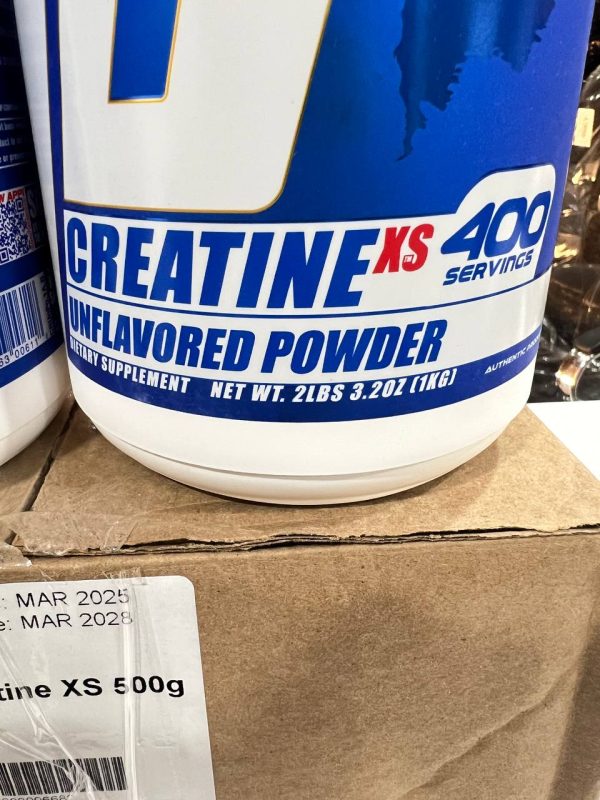 CREATINE XS
400
SERVINGS
UNFLAVORED POWDER
DIETARY SUPPLEMENT NET WT. 2LBS 3.2OZ (1KG)
AUTHENTIC
MAR 2025
MAR 2028
XS 500g